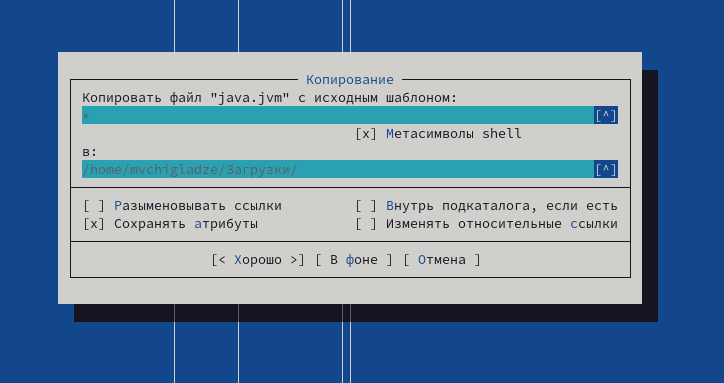 Копирование
Копировать файл "java.jvm" с исходным шаблоном:
* [^]
[x] Метасимволы shell
в:
/home/mvchigladze/Загрузки/ [^]
[ ] Разыменовывать ссылки [ ] Внутрь подкаталога, если есть
[x] Сохранять атрибуты [ ] Изменять относительные ссылки
[< Хорошо >] [ В фоне ] [ Отмена ]